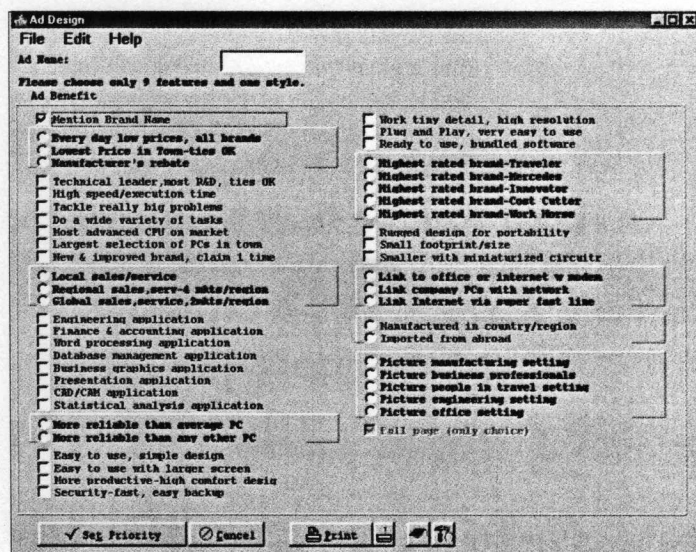 Ad Design
File Edit Help
Ad Name:
Please choose only 9 features and one style.
Ad Benefit
Mention Brand Name
Every day low prices, all brands
Lowest Price in Town-ties OK
Manufacturer's rebate
Technical leader,most R&D, ties OK
High speed/execution time
Tackle really big problems
Do a wide variety of tasks
Most advanced CPU on market
Largest selection of PCs in town
New & improved brand, claim 1 time
Local sales/service
Regional sales,serv-4 mkts/region
Global sales,service,2mkts/region
Engineering application
Finance & accounting application
Word processing application
Database management application
Business graphics application
Presentation application
CAD/CAM application
Statistical analysis application
More reliable than average PC
More reliable than any other PC
Easy to use, simple design
Easy to use with larger screen
More productive-high comfort desig
Security-fast, easy backup
Work tiny detail, high resolution
Plug and Play, very easy to use
Ready to use, bundled software
Highest rated brand-Traveler
Highest rated brand-Mercedes
Highest rated brand-Innovator
Highest rated brand-Cost Cutter
Highest rated brand-Work Horse
Rugged design for portability
Small footprint/size
Smaller with miniaturized circuitr
Link to office or internet w modem
Link company PCs with network
Link Internet via super fast line
Manufactured in country/region
Imported from abroad
Picture manufacturing setting
Picture business professionals
Picture people in travel setting
Picture engineering setting
Picture office setting
Full page (only choice)
Set Priority Cancel Print 1